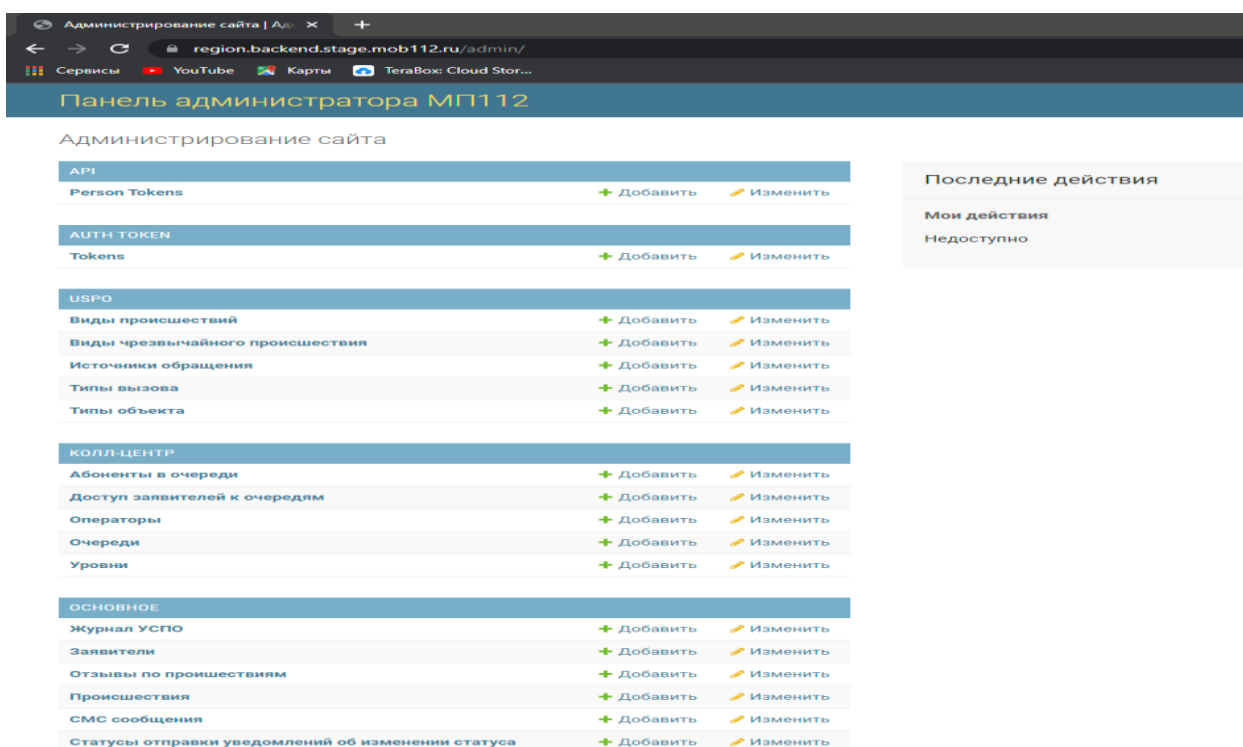 Администрирование сайта | Ад
region.backend.stage.mob112.ru/admin/
Сервисы YouTube Карты TeraBox: Cloud Stor...
Панель администратора МП112
Администрирование сайта
API
Person Tokens Добавить Изменить
AUTH TOKEN
Tokens Добавить Изменить
USPO
Виды происшествий Добавить Изменить
Виды чрезвычайного происшествия Добавить Изменить
Источники обращения Добавить Изменить
Типы вызова Добавить Изменить
Типы объекта Добавить Изменить
КОЛЛ-ЦЕНТР
Абоненты в очереди Добавить Изменить
Доступ заявителей к очередям Добавить Изменить
Операторы Добавить Изменить
Очереди Добавить Изменить
Уровни Добавить Изменить
ОСНОВНОЕ
Журнал УСПО Добавить Изменить
Заявители Добавить Изменить
Отзывы по проишествиям Добавить Изменить
Происшествия Добавить Изменить
СМС сообщения Добавить Изменить
Статусы отправки уведомлений об изменении статуса Добавить Изменить
Последние действия
Мои действия
Недоступно